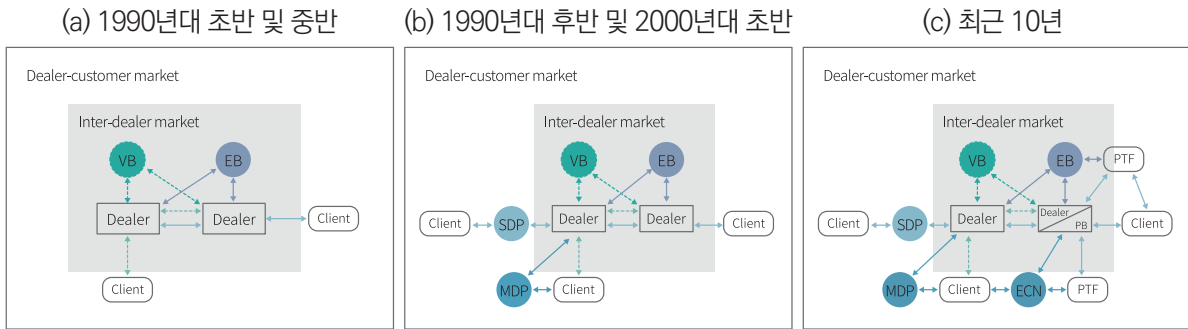 (a) 1990년대 초반 및 중반
Dealer-customer market
Inter-dealer market
VB
EB
Dealer
Dealer
Client
Client
(b) 1990년대 후반 및 2000년대 초반
Dealer-customer market
Inter-dealer market
VB
EB
Client
SDP
Dealer
Dealer
Client
MDP
Client
(c) 최근 10년
Dealer-customer market
Inter-dealer market
VB
EB
PTF
Client
SDP
Dealer
Dealer
PB
Client
MDP
Client
ECN
PTF